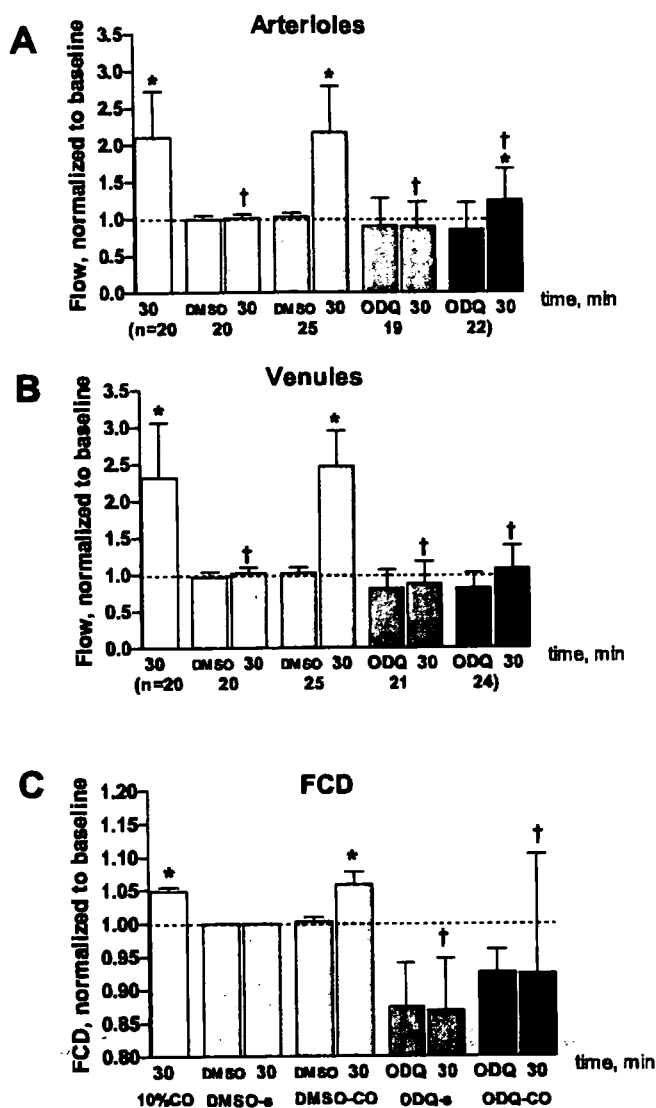 A
Arterioles
Flow, normalized to baseline
3.5
3.0
2.5
2.0
1.5
1.0
0.5
0.0
* † * † † *
30 DMSO 30 DMSO 30 ODQ 30 ODQ 30 time, min
(n=20 20 25 19 22)
B
Venules
Flow, normalized to baseline
3.5
3.0
2.5
2.0
1.5
1.0
0.5
0.0
* † * † †
30 DMSO 30 DMSO 30 ODQ 30 ODQ 30 time, min
(n=20 20 25 21 24)
C
FCD
FCD, normalized to baseline
1.20
1.15
1.10
1.05
1.00
0.95
0.90
0.85
0.80
* * † †
30 DMSO 30 DMSO 30 ODQ 30 ODQ 30 time, min
10%CO DMSO-s DMSO-CO ODQ-s ODQ-CO